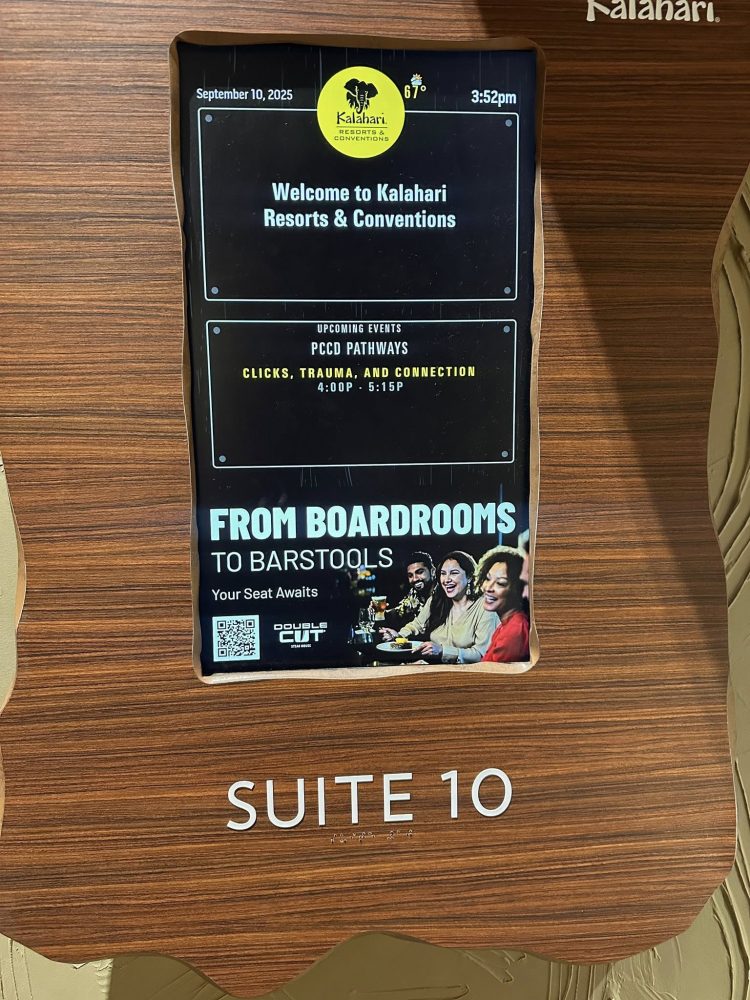 Kalahari.
September 10, 2025
67°
3:52pm
Kalahari.
RESORTS &
CONVENTIONS
Welcome to Kalahari
Resorts & Conventions
UPCOMING EVENTS
PCCD PATHWAYS
CLICKS, TRAUMA, AND CONNECTION
4:00P - 5:15P
FROM BOARDROOMS
TO BARSTOOLS
Your Seat Awaits
DOUBLE
CUT
STEAK HOUSE
SUITE 10